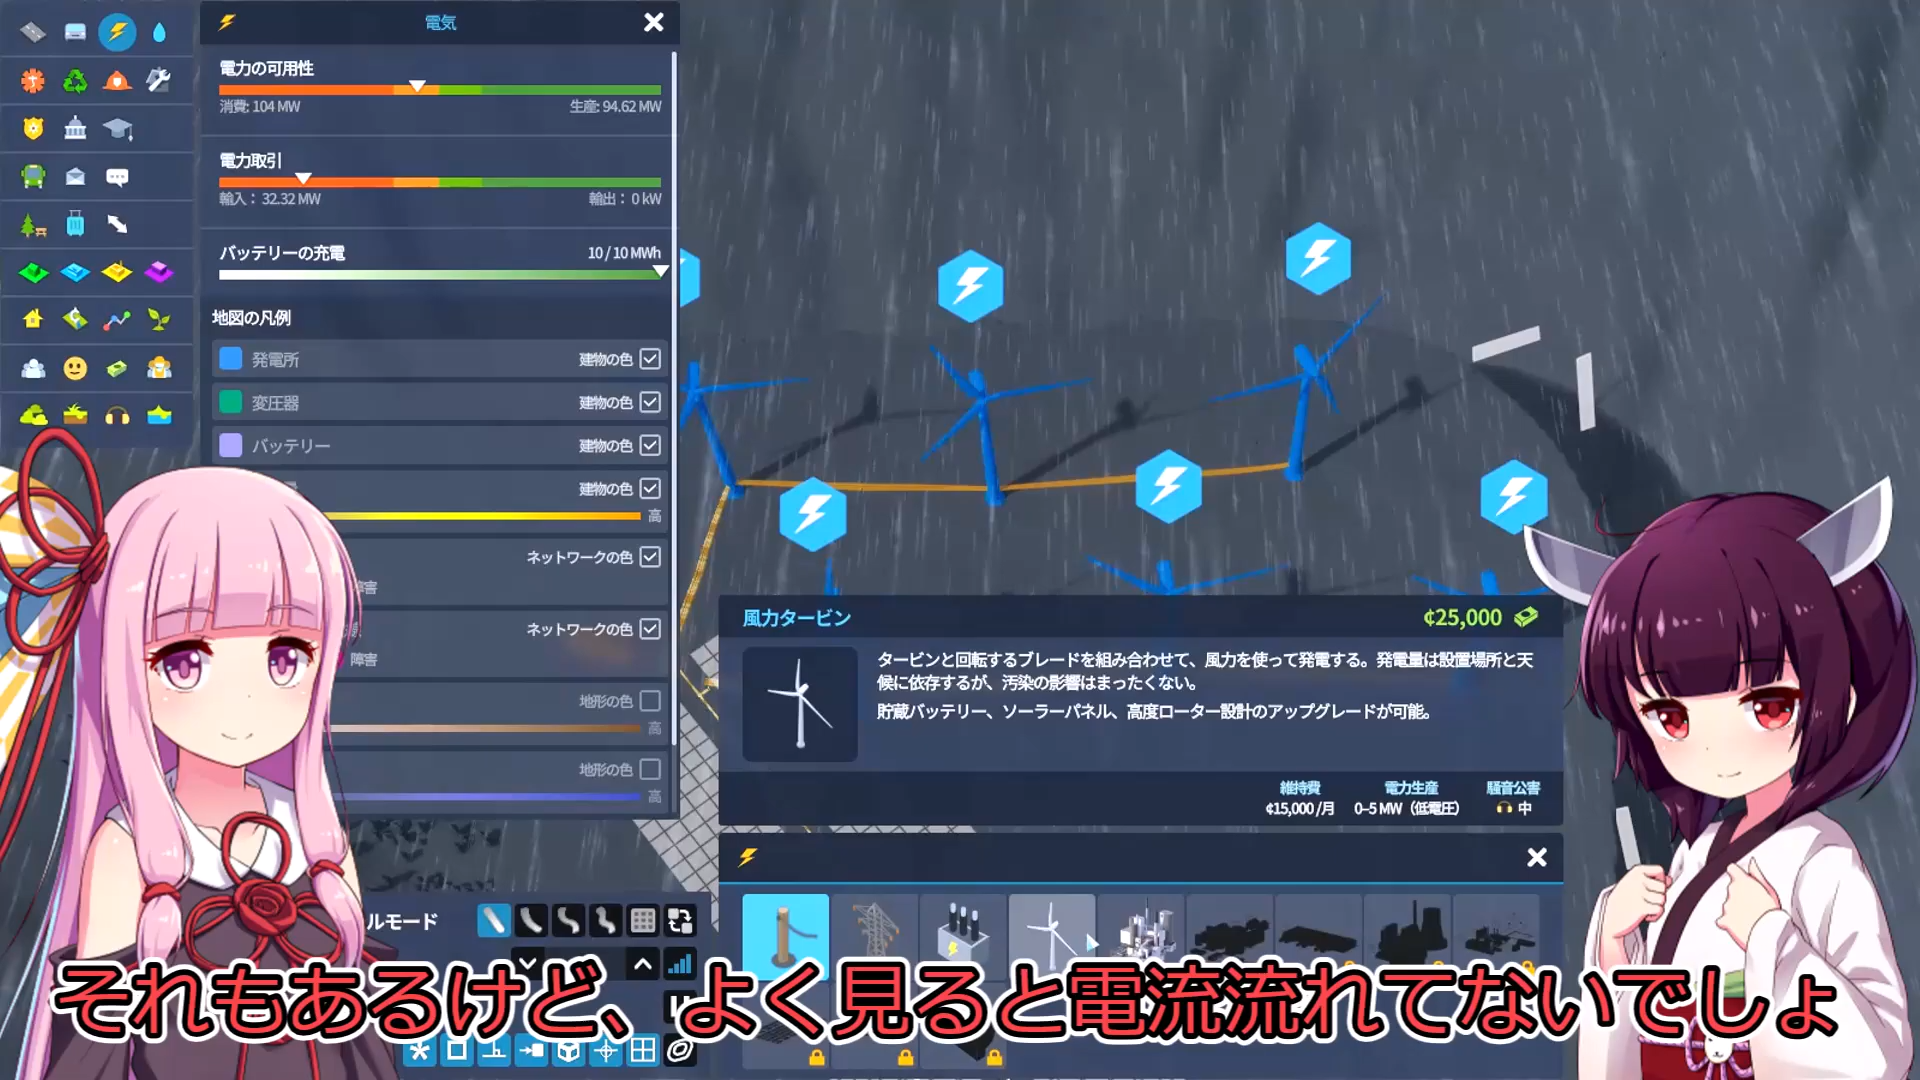 電気
電力の可用性
消費: 104 MW
生産: 94.62 MW
電力取引
輸入： 32.32 MW
輸出： 0 kW
バッテリーの充電
10 / 10 MWh
地図の凡例
発電所
建物の色
変圧器
建物の色
バッテリー
建物の色
建物の色
高
ネットワークの色
障害
ネットワークの色
障害
地形の色
高
地形の色
高
風力タービン
¢25,000
タービンと回転するブレードを組み合わせて、風力を使って発電する。発電量は設置場所と天
候に依存するが、汚染の影響はまったくない。
貯蔵バッテリー、ソーラーパネル、高度ローター設計のアップグレードが可能。
維持費
¢15,000 /月
電力生産
0–5 MW（低電圧）
騒音公害
中
ルモード
それもあるけど、よく見ると電流流れてないでしょ